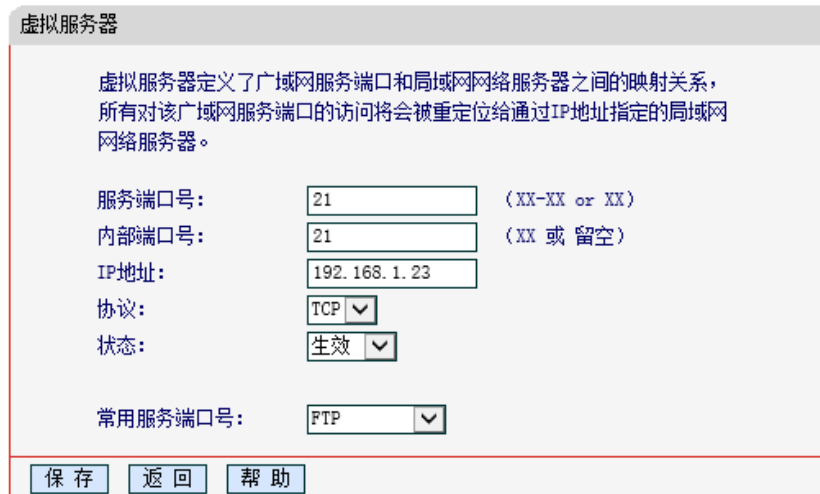 虚拟服务器
虚拟服务器定义了广域网服务端口和局域网网络服务器之间的映射关系，
所有对该广域网服务端口的访问将会被重定位给通过IP地址指定的局域网
网络服务器。
服务端口号： 21 （XX-XX or XX）
内部端口号： 21 （XX 或 留空）
IP地址： 192.168.1.23
协议： TCP
状态： 生效
常用服务端口号： FTP
保 存 返 回 帮 助